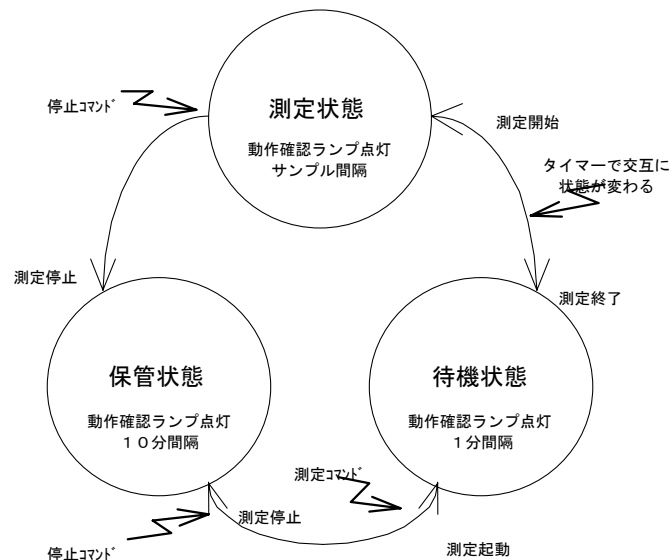 測定状態
動作確認ランプ点灯
サンプル間隔
停止ｺﾏﾝﾄﾞ
測定開始
タイマーで交互に
状態が変わる
測定停止
測定終了
保管状態
動作確認ランプ点灯
１０分間隔
待機状態
動作確認ランプ点灯
１分間隔
測定ｺﾏﾝﾄﾞ
測定停止
停止ｺﾏﾝﾄﾞ
測定起動